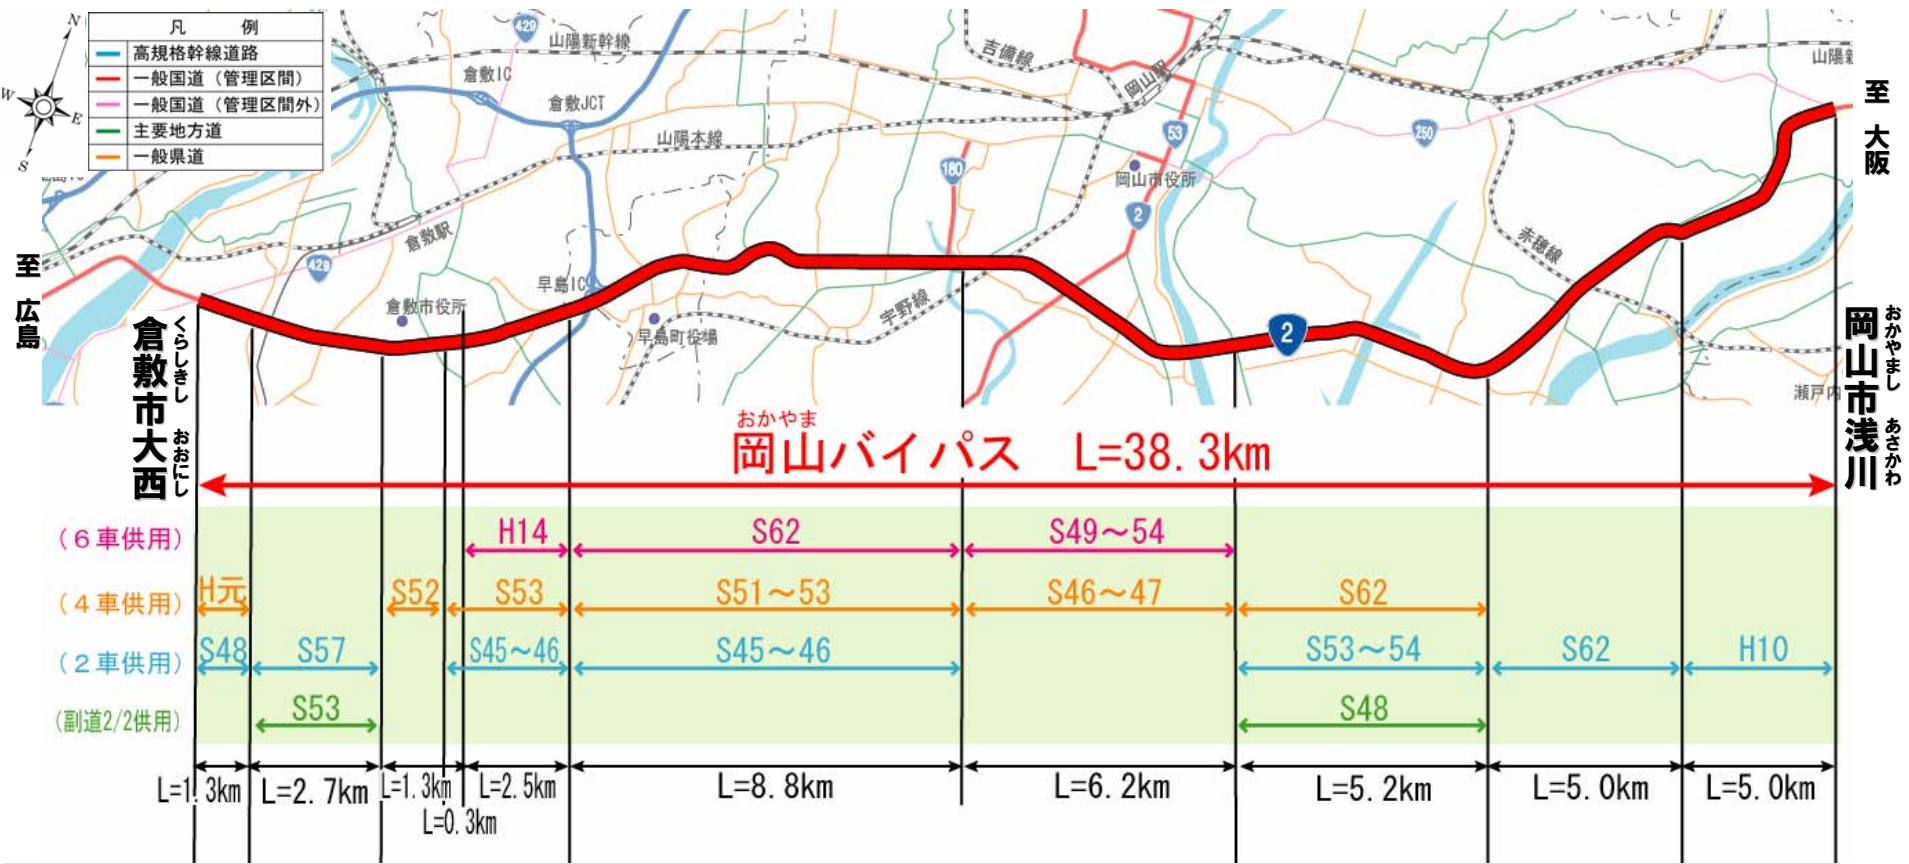 N
W
E
S
凡 例
高規格幹線道路
一般国道（管理区間）
一般国道（管理区間外）
主要地方道
一般県道
429
山陽新幹線
倉敷IC
倉敷JCT
山陽本線
吉備線
岡山駅
53
180
岡山市役所
2
250
山陽新
至 大阪
赤穂線
倉敷駅
429
倉敷市役所
早島IC
早島町役場
宇野線
2
瀬戸内
至 広島
倉敷市大西
くらしきし おおにし
岡山市浅川
おかやまし あさかわ
おかやま
岡山バイパス L=38.3km
（６車供用） H14 S62 S49～54
（４車供用） H元 S52 S53 S51～53 S46～47 S62
（２車供用） S48 S57 S45～46 S45～46 S53～54 S62 H10
（副道2/2供用） S53 S48
L=1.3km L=2.7km L=1.3km L=2.5km L=8.8km L=6.2km L=5.2km L=5.0km L=5.0km
L=0.3km